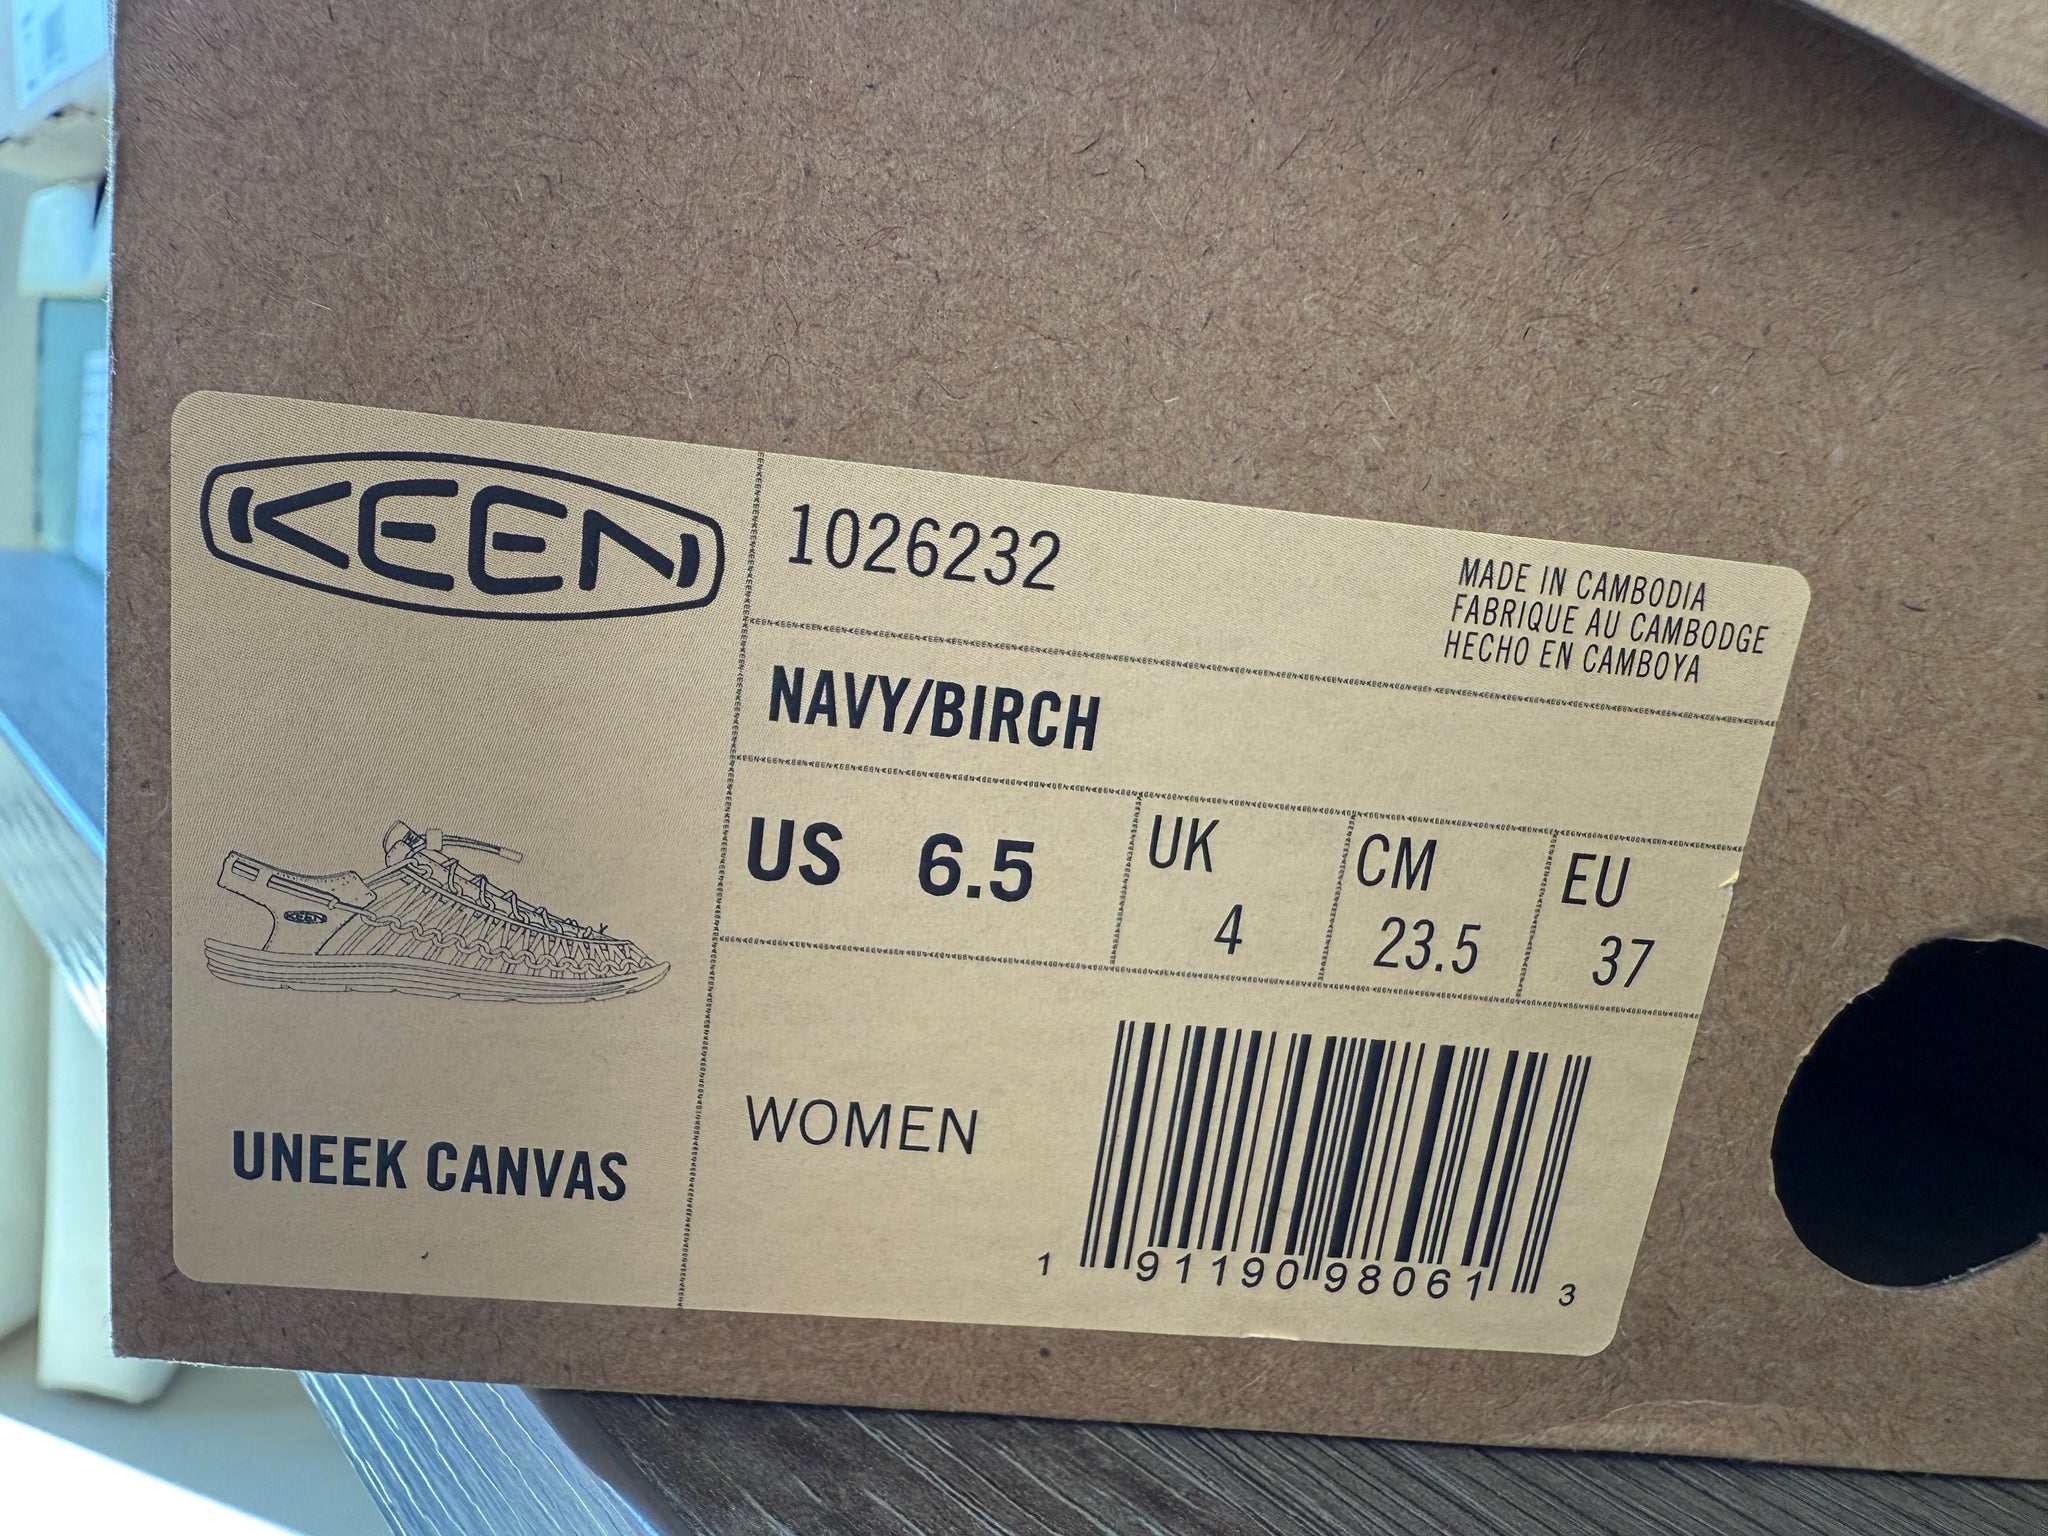 KEEN
1026232
MADE IN CAMBODIA
FABRIQUE AU CAMBODGE
HECHO EN CAMBOYA
NAVY/BIRCH
US 6.5
UK
4
CM
23.5
EU
37
KEEN
UNEEK CANVAS
WOMEN
1 91190 98061 3